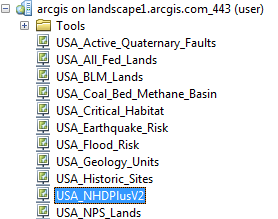 arcgis on landscape1.arcgis.com_443 (user)
Tools
USA_Active_Quaternary_Faults
USA_All_Fed_Lands
USA_BLM_Lands
USA_Coal_Bed_Methane_Basin
USA_Critical_Habitat
USA_Earthquake_Risk
USA_Flood_Risk
USA_Geology_Units
USA_Historic_Sites
USA_NHDPlusV2
USA_NPS_Lands